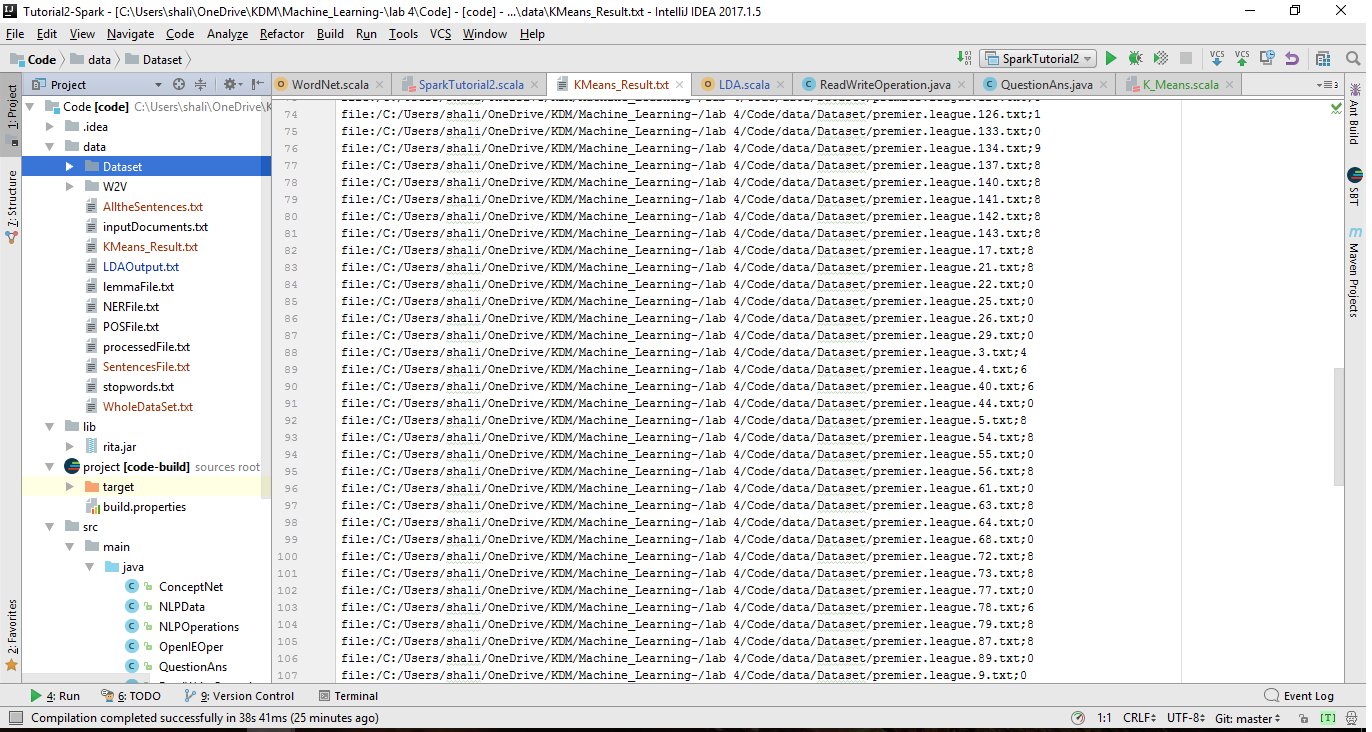 Tutorial2-Spark - [C:\Users\shali\OneDrive\KDM\Machine_Learning-\lab 4\Code] - [code] - ...\data\KMeans_Result.txt - IntelliJ IDEA 2017.1.5
File Edit View Navigate Code Analyze Refactor Build Run Tools VCS Window Help
Code data Dataset SparkTutorial2 VCS VCS
Project WordNet.scala SparkTutorial2.scala KMeans_Result.txt LDA.scala ReadWriteOperation.java QuestionAns.java K_Means.scala
1: Project
7: Structure
2: Favorites
Code [code] C:\Users\shali\OneDrive\K
.idea
data
Dataset
W2V
AlltheSentences.txt
inputDocuments.txt
KMeans_Result.txt
LDAOutput.txt
lemmaFile.txt
NERFile.txt
POSFile.txt
processedFile.txt
SentencesFile.txt
stopwords.txt
WholeDataSet.txt
lib
rita.jar
project [code-build] sources root
target
build.properties
src
main
java
ConceptNet
NLPData
NLPOperations
OpenIEOper
QuestionAns
74 file:/C:/Users/shali/OneDrive/KDM/Machine_Learning-/lab 4/Code/data/Dataset/premier.league.126.txt;1
75 file:/C:/Users/shali/OneDrive/KDM/Machine_Learning-/lab 4/Code/data/Dataset/premier.league.133.txt;0
76 file:/C:/Users/shali/OneDrive/KDM/Machine_Learning-/lab 4/Code/data/Dataset/premier.league.134.txt;9
77 file:/C:/Users/shali/OneDrive/KDM/Machine_Learning-/lab 4/Code/data/Dataset/premier.league.137.txt;8
78 file:/C:/Users/shali/OneDrive/KDM/Machine_Learning-/lab 4/Code/data/Dataset/premier.league.140.txt;8
79 file:/C:/Users/shali/OneDrive/KDM/Machine_Learning-/lab 4/Code/data/Dataset/premier.league.141.txt;8
80 file:/C:/Users/shali/OneDrive/KDM/Machine_Learning-/lab 4/Code/data/Dataset/premier.league.142.txt;8
81 file:/C:/Users/shali/OneDrive/KDM/Machine_Learning-/lab 4/Code/data/Dataset/premier.league.143.txt;8
82 file:/C:/Users/shali/OneDrive/KDM/Machine_Learning-/lab 4/Code/data/Dataset/premier.league.17.txt;8
83 file:/C:/Users/shali/OneDrive/KDM/Machine_Learning-/lab 4/Code/data/Dataset/premier.league.21.txt;8
84 file:/C:/Users/shali/OneDrive/KDM/Machine_Learning-/lab 4/Code/data/Dataset/premier.league.22.txt;0
85 file:/C:/Users/shali/OneDrive/KDM/Machine_Learning-/lab 4/Code/data/Dataset/premier.league.25.txt;0
86 file:/C:/Users/shali/OneDrive/KDM/Machine_Learning-/lab 4/Code/data/Dataset/premier.league.26.txt;0
87 file:/C:/Users/shali/OneDrive/KDM/Machine_Learning-/lab 4/Code/data/Dataset/premier.league.29.txt;0
88 file:/C:/Users/shali/OneDrive/KDM/Machine_Learning-/lab 4/Code/data/Dataset/premier.league.3.txt;4
89 file:/C:/Users/shali/OneDrive/KDM/Machine_Learning-/lab 4/Code/data/Dataset/premier.league.4.txt;6
90 file:/C:/Users/shali/OneDrive/KDM/Machine_Learning-/lab 4/Code/data/Dataset/premier.league.40.txt;6
91 file:/C:/Users/shali/OneDrive/KDM/Machine_Learning-/lab 4/Code/data/Dataset/premier.league.44.txt;0
92 file:/C:/Users/shali/OneDrive/KDM/Machine_Learning-/lab 4/Code/data/Dataset/premier.league.5.txt;8
93 file:/C:/Users/shali/OneDrive/KDM/Machine_Learning-/lab 4/Code/data/Dataset/premier.league.54.txt;8
94 file:/C:/Users/shali/OneDrive/KDM/Machine_Learning-/lab 4/Code/data/Dataset/premier.league.55.txt;0
95 file:/C:/Users/shali/OneDrive/KDM/Machine_Learning-/lab 4/Code/data/Dataset/premier.league.56.txt;8
96 file:/C:/Users/shali/OneDrive/KDM/Machine_Learning-/lab 4/Code/data/Dataset/premier.league.61.txt;0
97 file:/C:/Users/shali/OneDrive/KDM/Machine_Learning-/lab 4/Code/data/Dataset/premier.league.63.txt;8
98 file:/C:/Users/shali/OneDrive/KDM/Machine_Learning-/lab 4/Code/data/Dataset/premier.league.64.txt;0
99 file:/C:/Users/shali/OneDrive/KDM/Machine_Learning-/lab 4/Code/data/Dataset/premier.league.68.txt;0
100 file:/C:/Users/shali/OneDrive/KDM/Machine_Learning-/lab 4/Code/data/Dataset/premier.league.72.txt;8
101 file:/C:/Users/shali/OneDrive/KDM/Machine_Learning-/lab 4/Code/data/Dataset/premier.league.73.txt;8
102 file:/C:/Users/shali/OneDrive/KDM/Machine_Learning-/lab 4/Code/data/Dataset/premier.league.77.txt;0
103 file:/C:/Users/shali/OneDrive/KDM/Machine_Learning-/lab 4/Code/data/Dataset/premier.league.78.txt;6
104 file:/C:/Users/shali/OneDrive/KDM/Machine_Learning-/lab 4/Code/data/Dataset/premier.league.79.txt;8
105 file:/C:/Users/shali/OneDrive/KDM/Machine_Learning-/lab 4/Code/data/Dataset/premier.league.87.txt;8
106 file:/C:/Users/shali/OneDrive/KDM/Machine_Learning-/lab 4/Code/data/Dataset/premier.league.89.txt;0
107 file:/C:/Users/shali/OneDrive/KDM/Machine_Learning-/lab 4/Code/data/Dataset/premier.league.9.txt;0
Ant Build
SBT
Maven Projects
4: Run 6: TODO 9: Version Control Terminal Event Log
Compilation completed successfully in 38s 41ms (25 minutes ago) 1:1 CRLF UTF-8 Git: master [T]